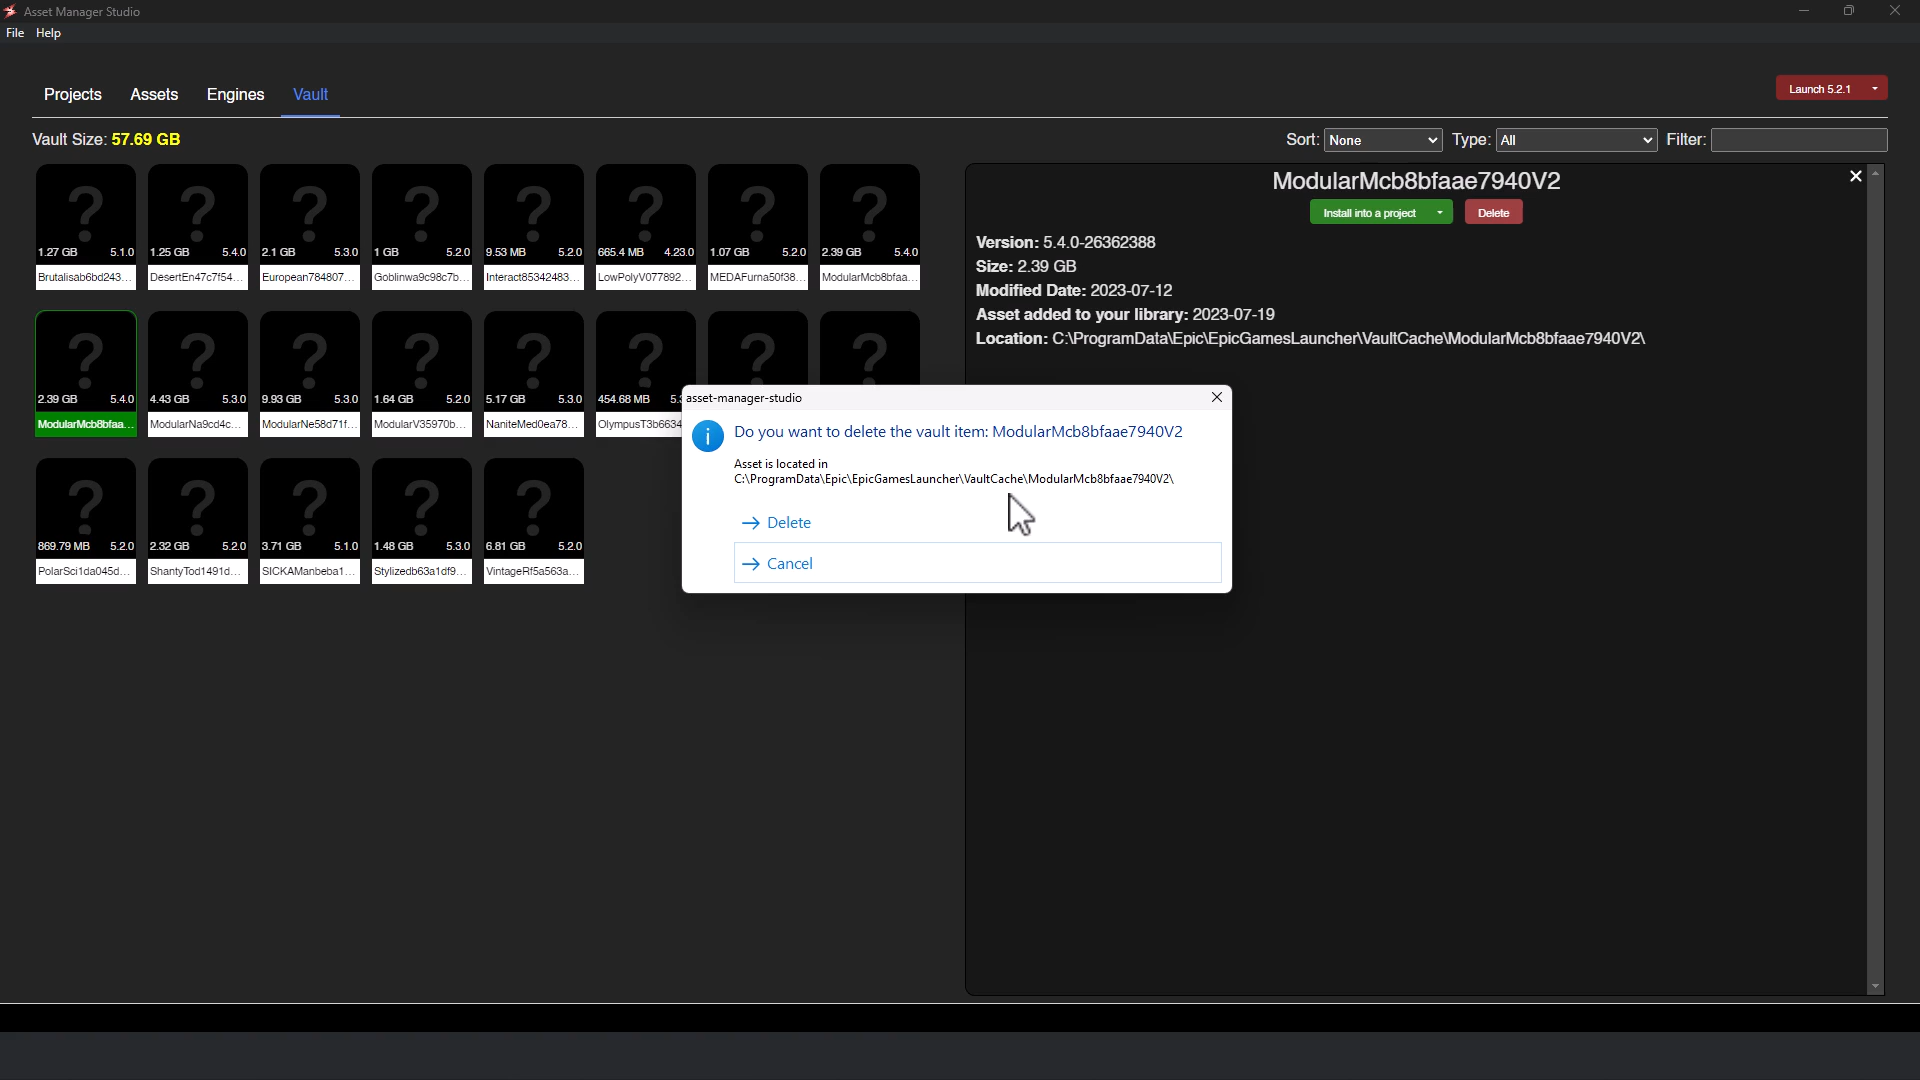 Asset Manager Studio
File Help
Projects Assets Engines Vault
Launch 5.2.1
Vault Size: 57.69 GB
Sort: None Type: All Filter:
1.27 GB 5.1.0
Brutalisab6bd243...
1.25 GB 5.4.0
DesertEn47c7f54...
2.1 GB 5.3.0
European784807...
1 GB 5.2.0
Goblinwa9c98c7b...
9.53 MB 5.2.0
Interact85342483...
665.4 MB 4.23.0
LowPolyV077892...
1.07 GB 5.2.0
MEDAFurna50f38...
2.39 GB 5.4.0
ModularMcb8bfaa...
2.39 GB 5.4.0
ModularMcb8bfaa...
4.43 GB 5.3.0
ModularNa9cd4c...
9.93 GB 5.3.0
ModularNe58d71f...
1.64 GB 5.2.0
ModularV35970b...
5.17 GB 5.3.0
NaniteMed0ea78...
454.68 MB
OlympusT3b6634
869.79 MB 5.2.0
PolarSci1da045d...
2.32 GB 5.2.0
ShantyTod1491d...
3.71 GB 5.1.0
SICKAManbeba1...
1.48 GB 5.3.0
Stylizedb63a1df9...
6.81 GB 5.2.0
VintageRf5a563a...
ModularMcb8bfaae7940V2
Install into a project Delete
Version: 5.4.0-26362388
Size: 2.39 GB
Modified Date: 2023-07-12
Asset added to your library: 2023-07-19
Location: C:\ProgramData\Epic\EpicGamesLauncher\VaultCache\ModularMcb8bfaae7940V2\
asset-manager-studio
Do you want to delete the vault item: ModularMcb8bfaae7940V2
Asset is located in
C:\ProgramData\Epic\EpicGamesLauncher\VaultCache\ModularMcb8bfaae7940V2\
Delete
Cancel